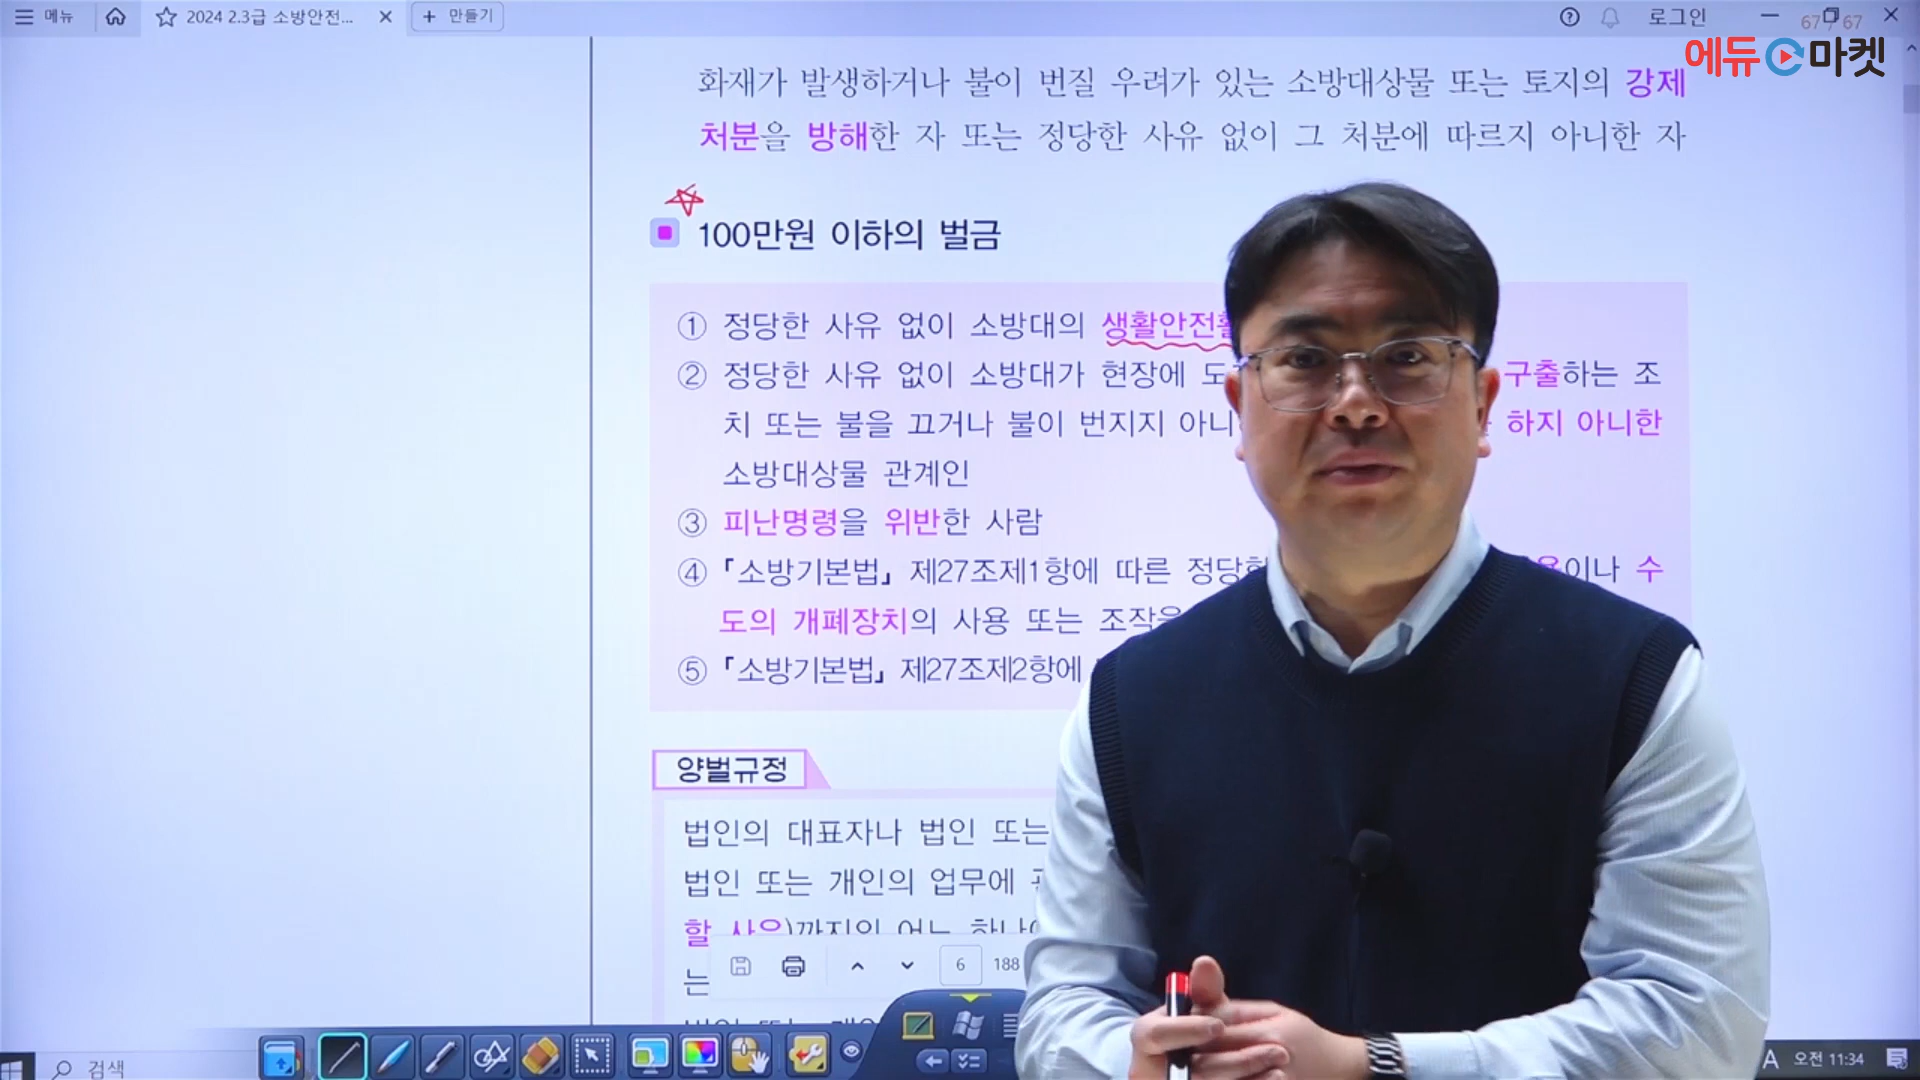 메뉴
2024 2.3급 소방안전...
만들기
로그인
67 / 67
에듀마켓
화재가 발생하거나 불이 번질 우려가 있는 소방대상물 또는 토지의 강제
처분을 방해한 자 또는 정당한 사유 없이 그 처분에 따르지 아니한 자
100만원 이하의 벌금
① 정당한 사유 없이 소방대의 생활안전
② 정당한 사유 없이 소방대가 현장에 구출하는 조
치 또는 불을 끄거나 불이 번지지 하지 아니한
소방대상물 관계인
③ 피난명령을 위반한 사람
④ 「소방기본법」 제27조제1항에 따른 이나 수
도의 개폐장치의 사용 또는
⑤ 「소방기본법」 제27조제2항에
양벌규정
법인의 대표자나 법인 또는
법인 또는 개인의 업무에
할
는
6 188
검색
A 오전 11:34